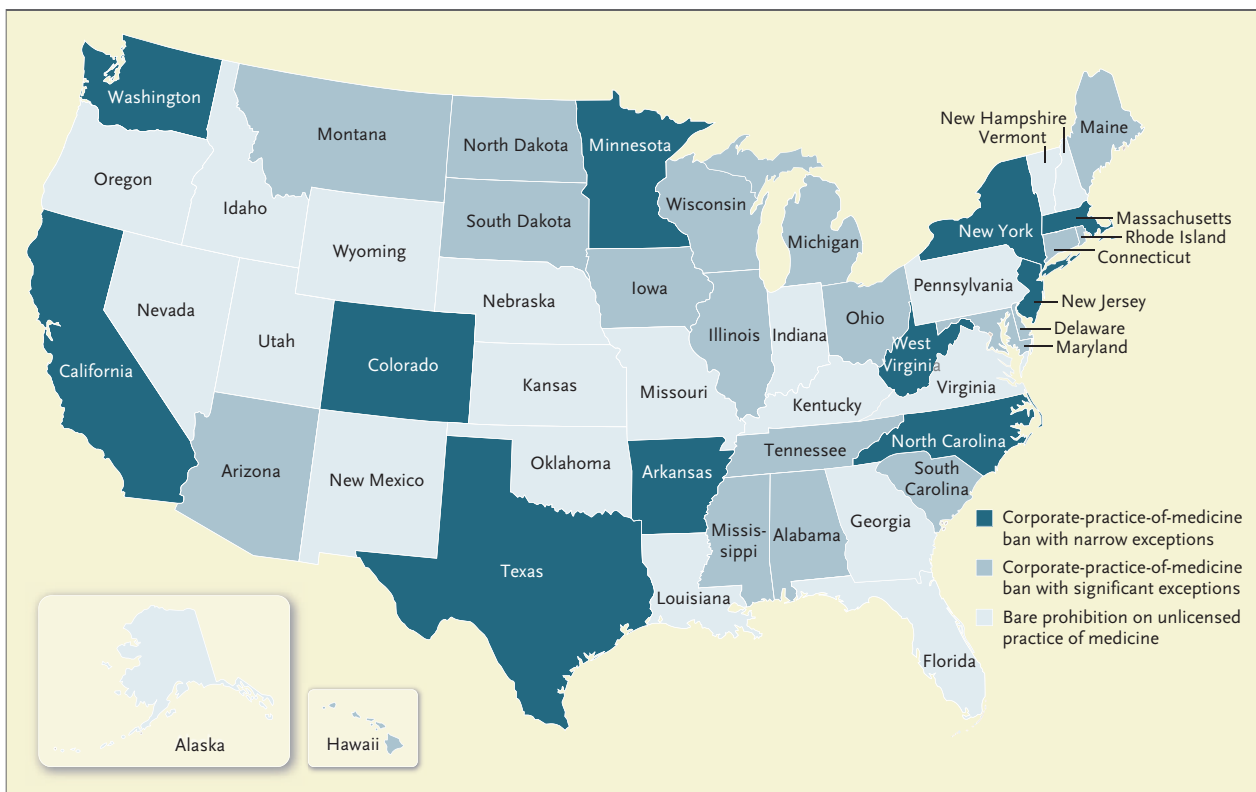 Washington
Montana
North Dakota
Minnesota
New Hampshire
Vermont
Maine
Oregon
Idaho
South Dakota
Wisconsin
Michigan
New York
Massachusetts
Rhode Island
Connecticut
Wyoming
Nebraska
Iowa
Pennsylvania
New Jersey
Nevada
Utah
Colorado
Illinois
Indiana
Ohio
Delaware
Maryland
West
Virginia
California
Kansas
Missouri
Kentucky
Virginia
Arizona
New Mexico
Oklahoma
Arkansas
Tennessee
North Carolina
South
Carolina
Texas
Missis-
sippi
Alabama
Georgia
Louisiana
Florida
Alaska
Hawaii
Corporate-practice-of-medicine
ban with narrow exceptions
Corporate-practice-of-medicine
ban with significant exceptions
Bare prohibition on unlicensed
practice of medicine